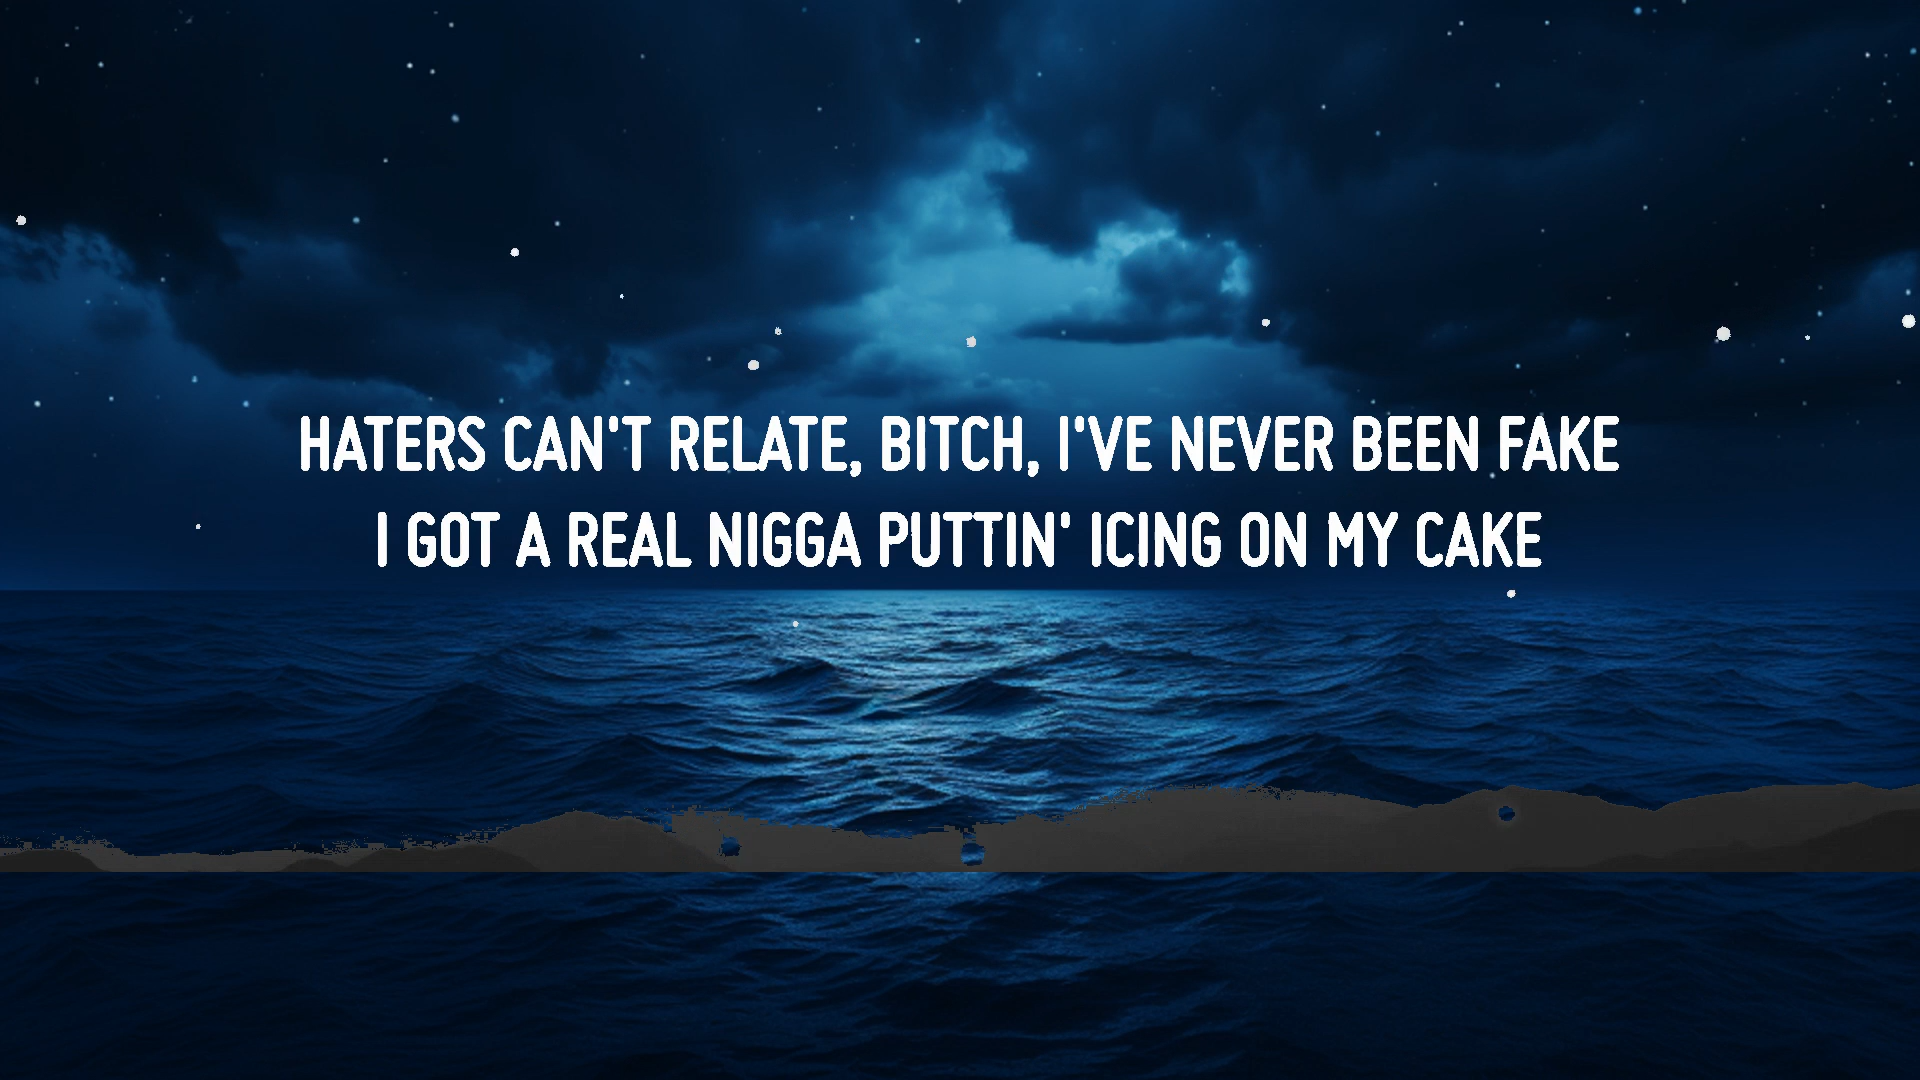 HATERS CAN'T RELATE, BITCH, I'VE NEVER BEEN FAKE
I GOT A REAL NIGGA PUTTIN' ICING ON MY CAKE